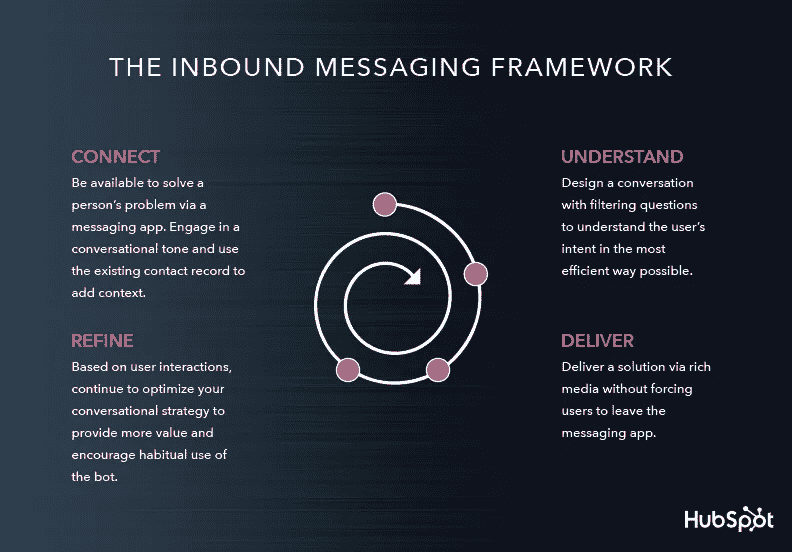 THE INBOUND MESSAGING FRAMEWORK
CONNECT
Be available to solve a
person's problem via a
messaging app. Engage in a
conversational tone and use
the existing contact record to
add context.
UNDERSTAND
Design a conversation
with filtering questions
to understand the user's
intent in the most
efficient way possible.
REFINE
Based on user interactions,
continue to optimize your
conversational strategy to
provide more value and
encourage habitual use of
the bot.
DELIVER
Deliver a solution via rich
media without forcing
users to leave the
messaging app.
HubSpot